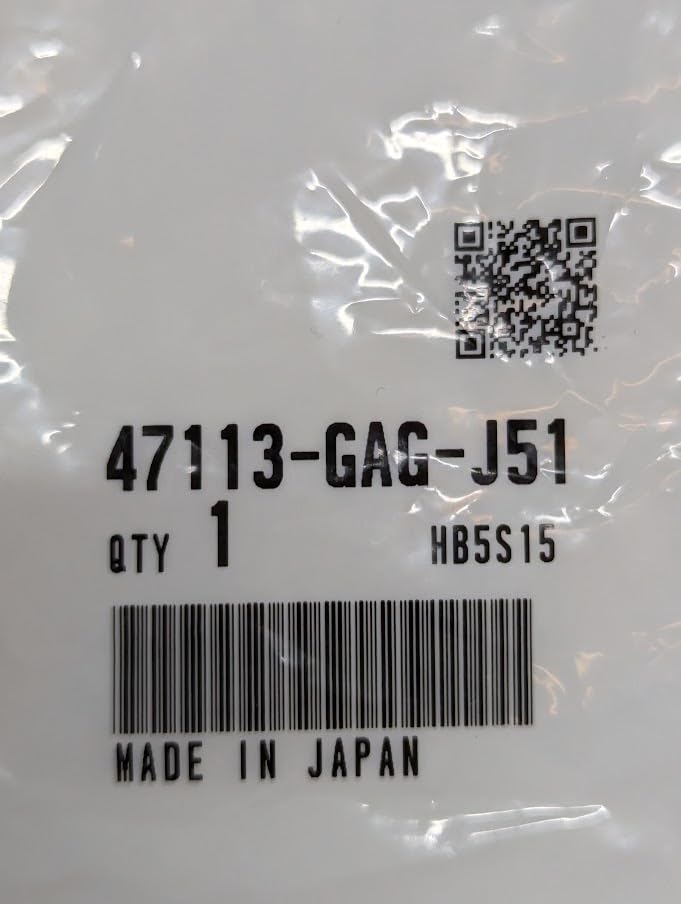 47113-GAG-J51
QTY 1 HB5S15
MADE IN JAPAN